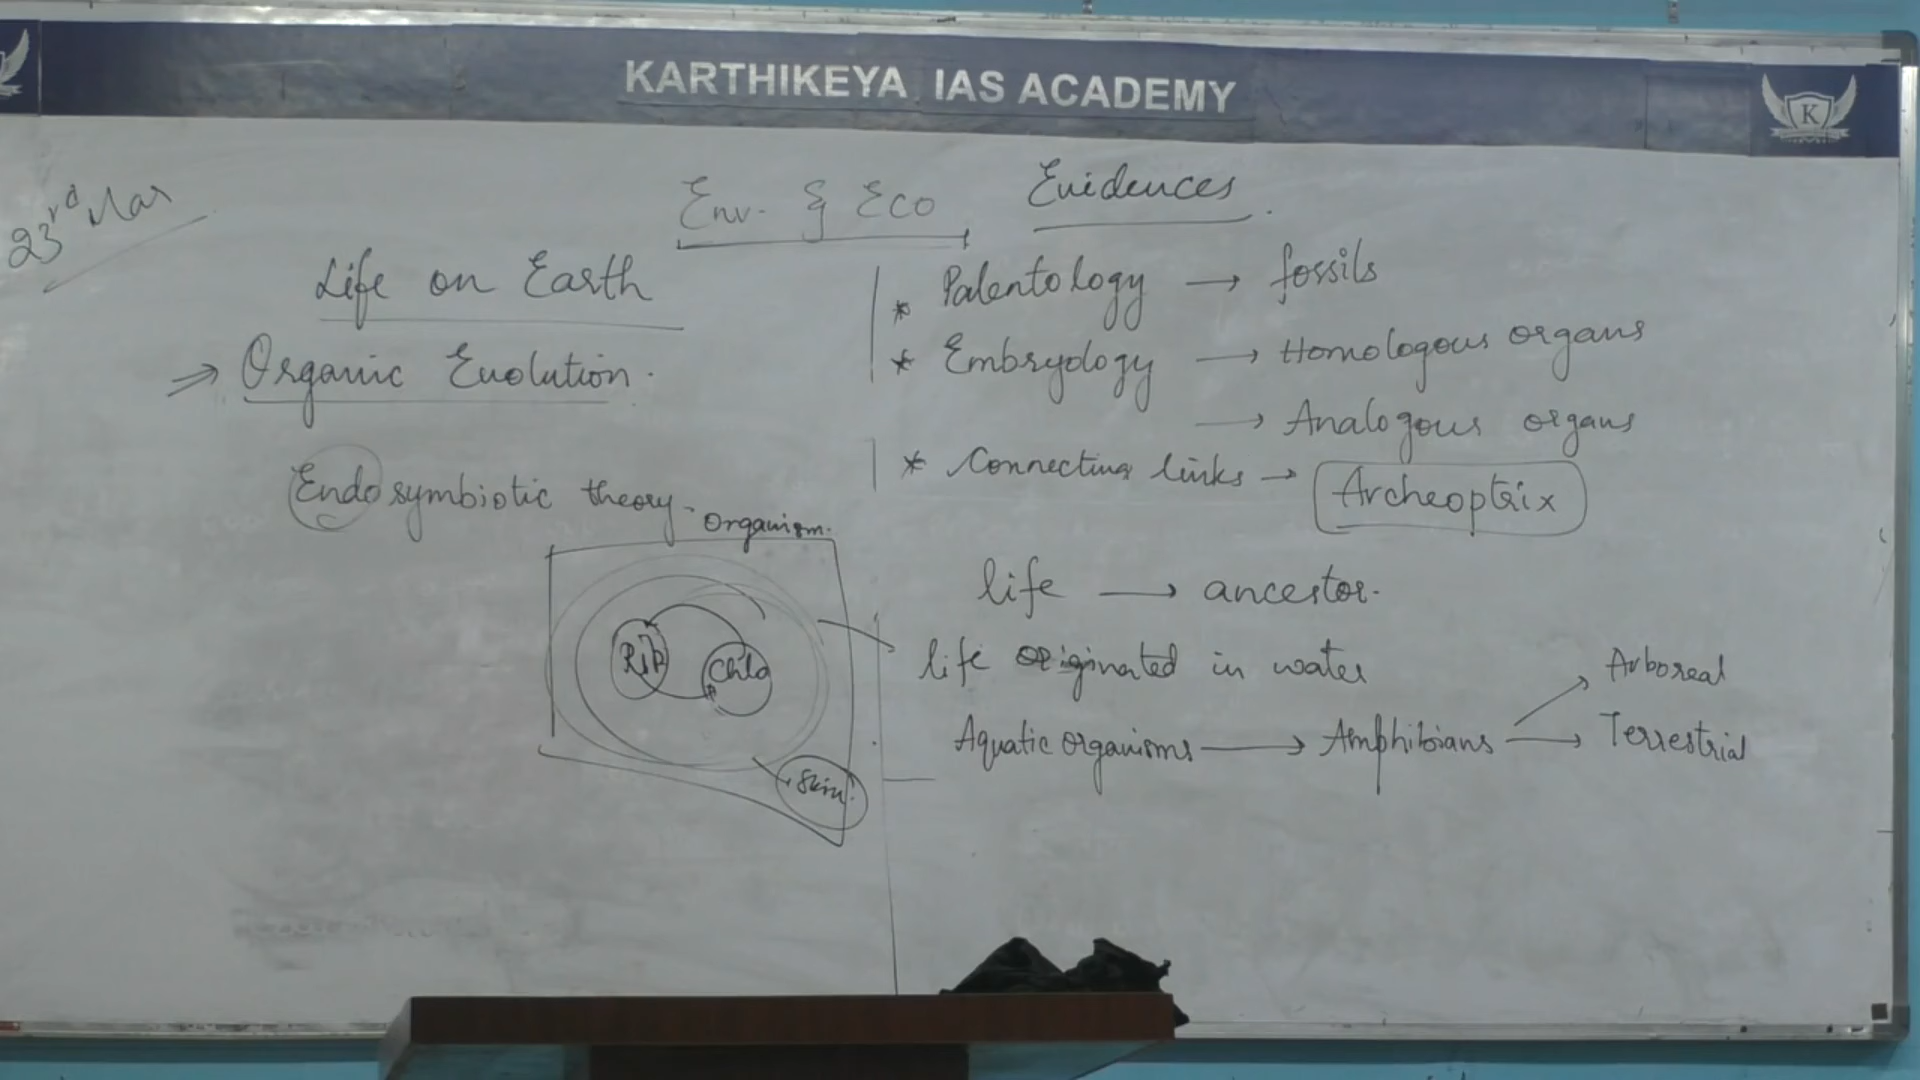 KARTHIKEYA IAS ACADEMY
K
23rd Mar
Env. & Eco
Life on Earth
⇒ Organic Evolution.
Endosymbiotic theory.
Organism.
Rib
Chlo
Skin.
Evidences.
* Palentology → fossils
* Embryology → Homologous organs
→ Analogous organs
* Connecting links → Archeoptrix
life → ancestor.
life originated in water
Aquatic organisms → Amphibians → Arboreal
→ Terrestrial